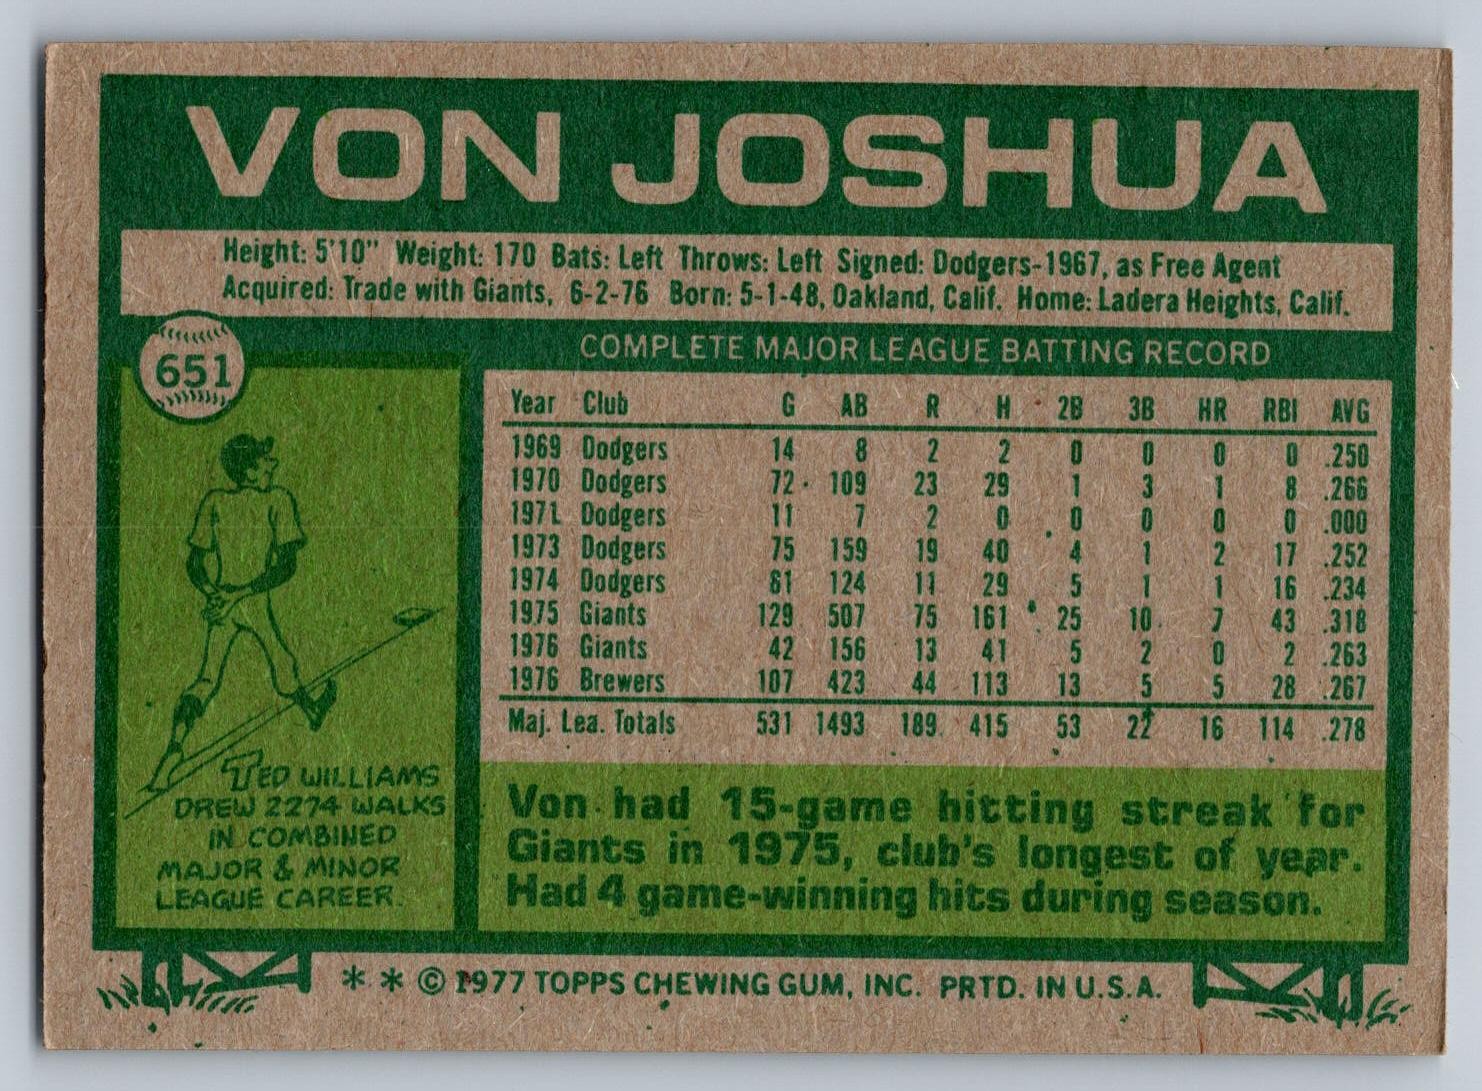 VON JOSHUA
Height: 5'10" Weight: 170 Bats: Left Throws: Left Signed: Dodgers-1967, as Free Agent
Acquired: Trade with Giants, 6-2-76 Born: 5-1-48, Oakland, Calif. Home: Ladera Heights, Calif.
651
COMPLETE MAJOR LEAGUE BATTING RECORD
Year Club G AB R H 2B 3B HR RBI AVG
1969 Dodgers 14 8 2 2 0 0 0 0 .250
1970 Dodgers 72 109 23 29 1 3 1 8 .266
1971 Dodgers 11 7 2 0 0 0 0 0 .000
1973 Dodgers 75 159 19 40 4 1 2 17 .252
1974 Dodgers 81 124 11 29 5 1 1 16 .234
1975 Giants 129 507 75 161 25 10 7 43 .318
1976 Giants 42 156 13 41 5 2 0 2 .263
1976 Brewers 107 423 44 113 13 5 5 28 .267
Maj. Lea. Totals 531 1493 189 415 53 22 16 114 .278
TED WILLIAMS
DREW 2274 WALKS
IN COMBINED
MAJOR & MINOR
LEAGUE CAREER.
Von had 15-game hitting streak for
Giants in 1975, club's longest of year.
Had 4 game-winning hits during season.
* * © 1977 TOPPS CHEWING GUM, INC. PRTD. IN U.S.A.